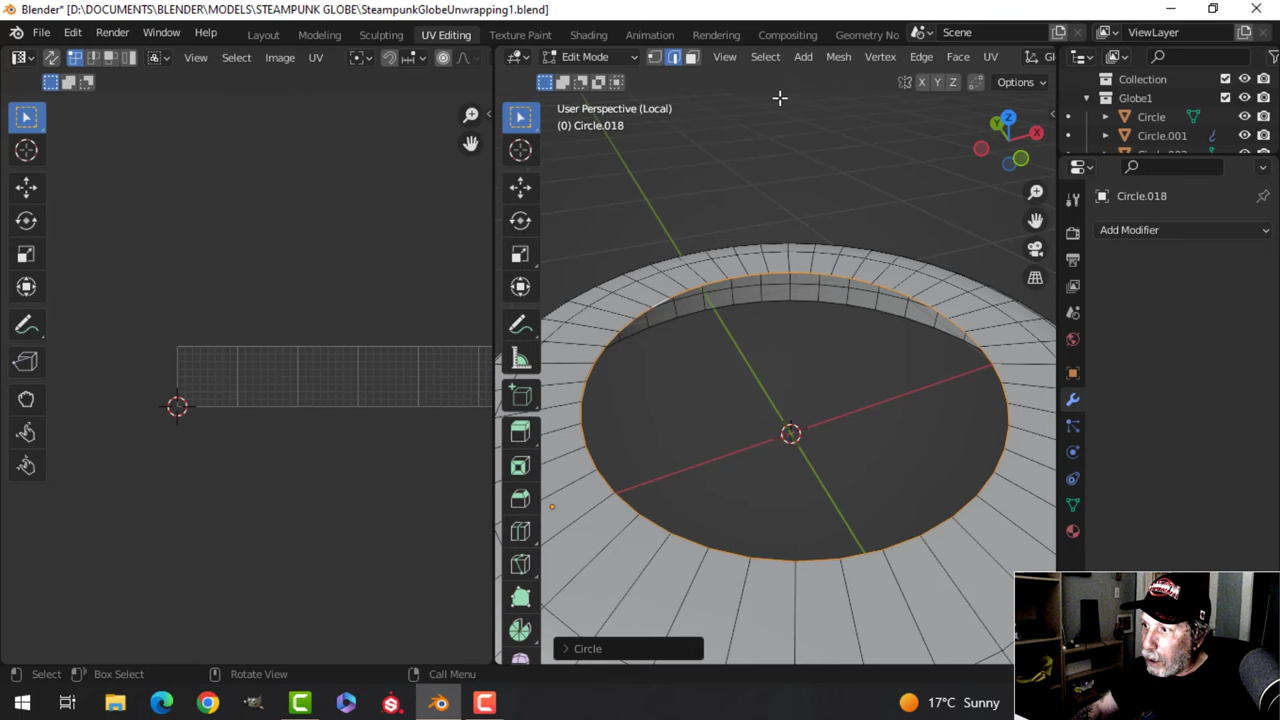 Blender* [D:\DOCUMENTS\BLENDER\MODELS\STEAMPUNK GLOBE\SteampunkGlobeUnwrapping1.blend]
File Edit Render Window Help Layout Modeling Sculpting UV Editing Texture Paint Shading Animation Rendering Compositing Geometry No Scene ViewLayer
View Select Image UV Edit Mode View Select Add Mesh Vertex Edge Face UV Gl
X Y Z Options
User Perspective (Local)
(0) Circle.018
Z
Y
X
Collection
Globe1
Circle
Circle.001
Circle.018
Add Modifier
Circle
Select Box Select Rotate View Call Menu
17°C Sunny